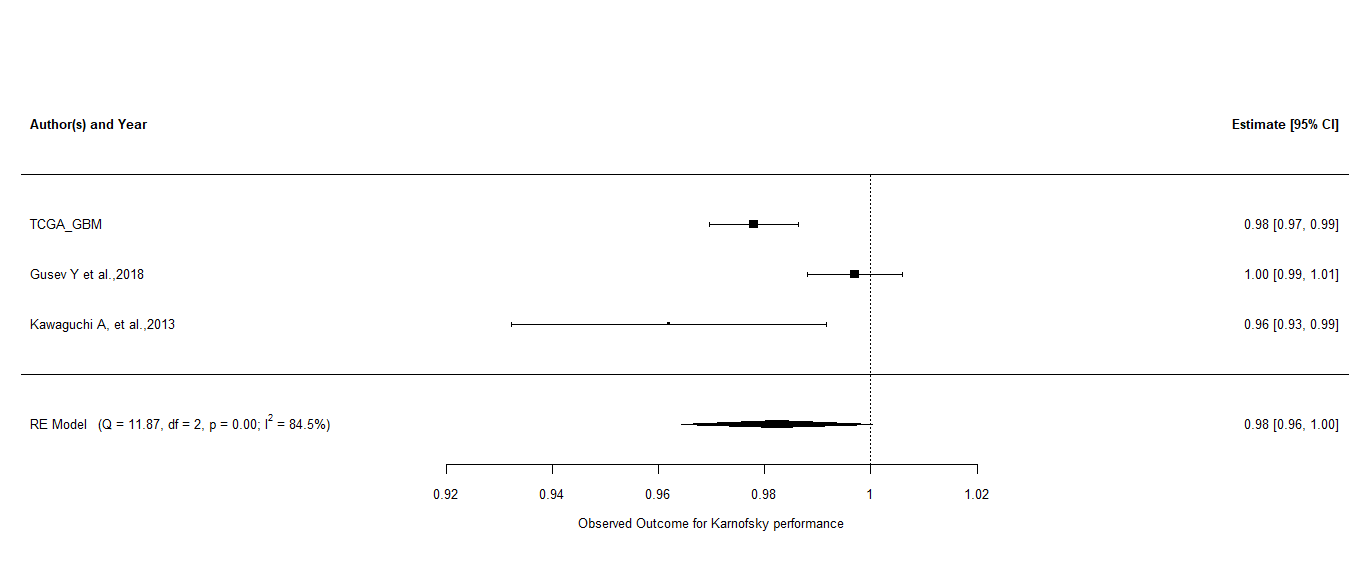 Author(s) and Year Estimate [95% CI]
TCGA_GBM 0.98 [0.97, 0.99]
Gusev Y et al.,2018 1.00 [0.99, 1.01]
Kawaguchi A, et al.,2013 0.96 [0.93, 0.99]
RE Model (Q = 11.87, df = 2, p = 0.00; I² = 84.5%) 0.98 [0.96, 1.00]
0.92 0.94 0.96 0.98 1 1.02
Observed Outcome for Karnofsky performance